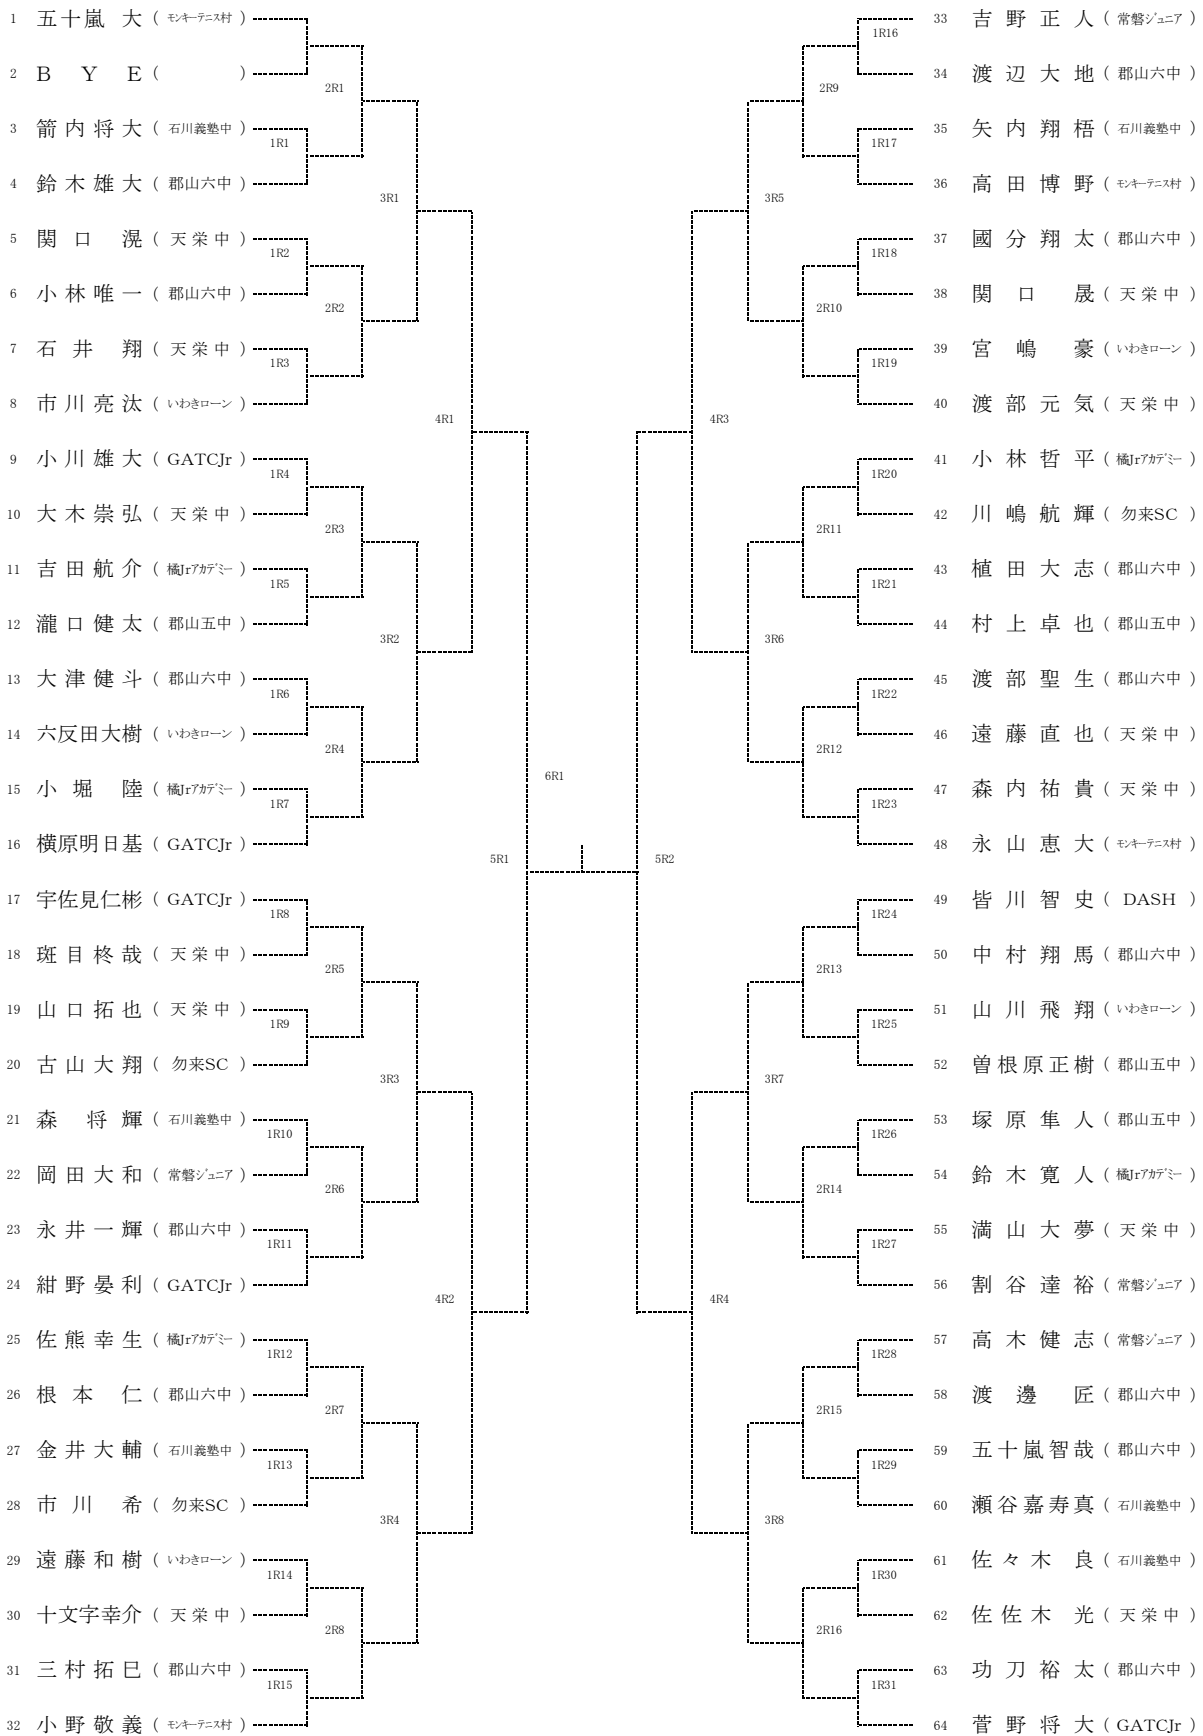 1 五十嵐 大 ( モンキーテニス村 )
2 B Y E ( )
2R1
3 箭内将大 ( 石川義塾中 )
1R1
4 鈴木雄大 ( 郡山六中 )
3R1
5 関口 滉 ( 天栄中 )
1R2
6 小林唯一 ( 郡山六中 )
2R2
7 石井 翔 ( 天栄中 )
1R3
8 市川亮汰 ( いわきローン )
4R1
9 小川雄大 ( GATCJr )
1R4
10 大木崇弘 ( 天栄中 )
2R3
11 吉田航介 ( 橘Jrアカデミー )
1R5
12 瀧口健太 ( 郡山五中 )
3R2
13 大津健斗 ( 郡山六中 )
1R6
14 六反田大樹 ( いわきローン )
2R4
15 小堀 陸 ( 橘Jrアカデミー )
1R7
16 横原明日基 ( GATCJr )
5R1
17 宇佐見仁彬 ( GATCJr )
1R8
18 斑目柊哉 ( 天栄中 )
2R5
19 山口拓也 ( 天栄中 )
1R9
20 古山大翔 ( 勿来SC )
3R3
21 森 将輝 ( 石川義塾中 )
1R10
22 岡田大和 ( 常磐ジュニア )
2R6
23 永井一輝 ( 郡山六中 )
1R11
24 紺野晏利 ( GATCJr )
4R2
25 佐熊幸生 ( 橘Jrアカデミー )
1R12
26 根本 仁 ( 郡山六中 )
2R7
27 金井大輔 ( 石川義塾中 )
1R13
28 市川 希 ( 勿来SC )
3R4
29 遠藤和樹 ( いわきローン )
1R14
30 十文字幸介 ( 天栄中 )
2R8
31 三村拓巳 ( 郡山六中 )
1R15
32 小野敬義 ( モンキーテニス村 )
6R1
33 吉野正人 ( 常磐ジュニア )
1R16
34 渡辺大地 ( 郡山六中 )
2R9
35 矢内翔梧 ( 石川義塾中 )
1R17
36 高田博野 ( モンキーテニス村 )
3R5
37 國分翔太 ( 郡山六中 )
1R18
38 関口 晟 ( 天栄中 )
2R10
39 宮嶋 豪 ( いわきローン )
1R19
40 渡部元気 ( 天栄中 )
4R3
41 小林哲平 ( 橘Jrアカデミー )
1R20
42 川嶋航輝 ( 勿来SC )
2R11
43 植田大志 ( 郡山六中 )
1R21
44 村上卓也 ( 郡山五中 )
3R6
45 渡部聖生 ( 郡山六中 )
1R22
46 遠藤直也 ( 天栄中 )
2R12
47 森内祐貴 ( 天栄中 )
1R23
48 永山恵大 ( モンキーテニス村 )
5R2
49 皆川智史 ( DASH )
1R24
50 中村翔馬 ( 郡山六中 )
2R13
51 山川飛翔 ( いわきローン )
1R25
52 曽根原正樹 ( 郡山五中 )
3R7
53 塚原隼人 ( 郡山五中 )
1R26
54 鈴木寛人 ( 橘Jrアカデミー )
2R14
55 満山大夢 ( 天栄中 )
1R27
56 割谷達裕 ( 常磐ジュニア )
4R4
57 高木健志 ( 常磐ジュニア )
1R28
58 渡邊 匠 ( 郡山六中 )
2R15
59 五十嵐智哉 ( 郡山六中 )
1R29
60 瀬谷嘉寿真 ( 石川義塾中 )
3R8
61 佐々木 良 ( 石川義塾中 )
1R30
62 佐佐木 光 ( 天栄中 )
2R16
63 功刀裕太 ( 郡山六中 )
1R31
64 菅野将大 ( GATCJr )